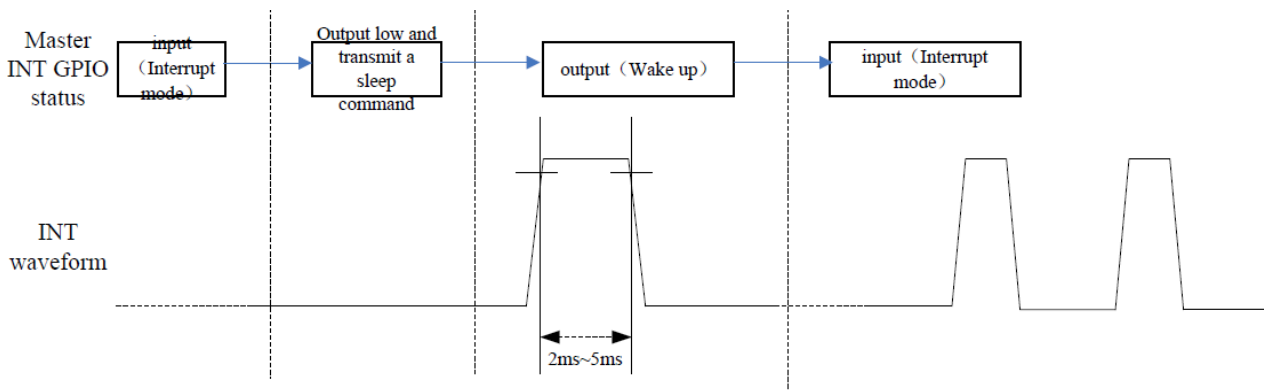 Master
INT GPIO
status
input
（Interrupt
mode）
Output low and
transmit a
sleep
command
output（Wake up）
input（Interrupt
mode）
INT
waveform
2ms~5ms